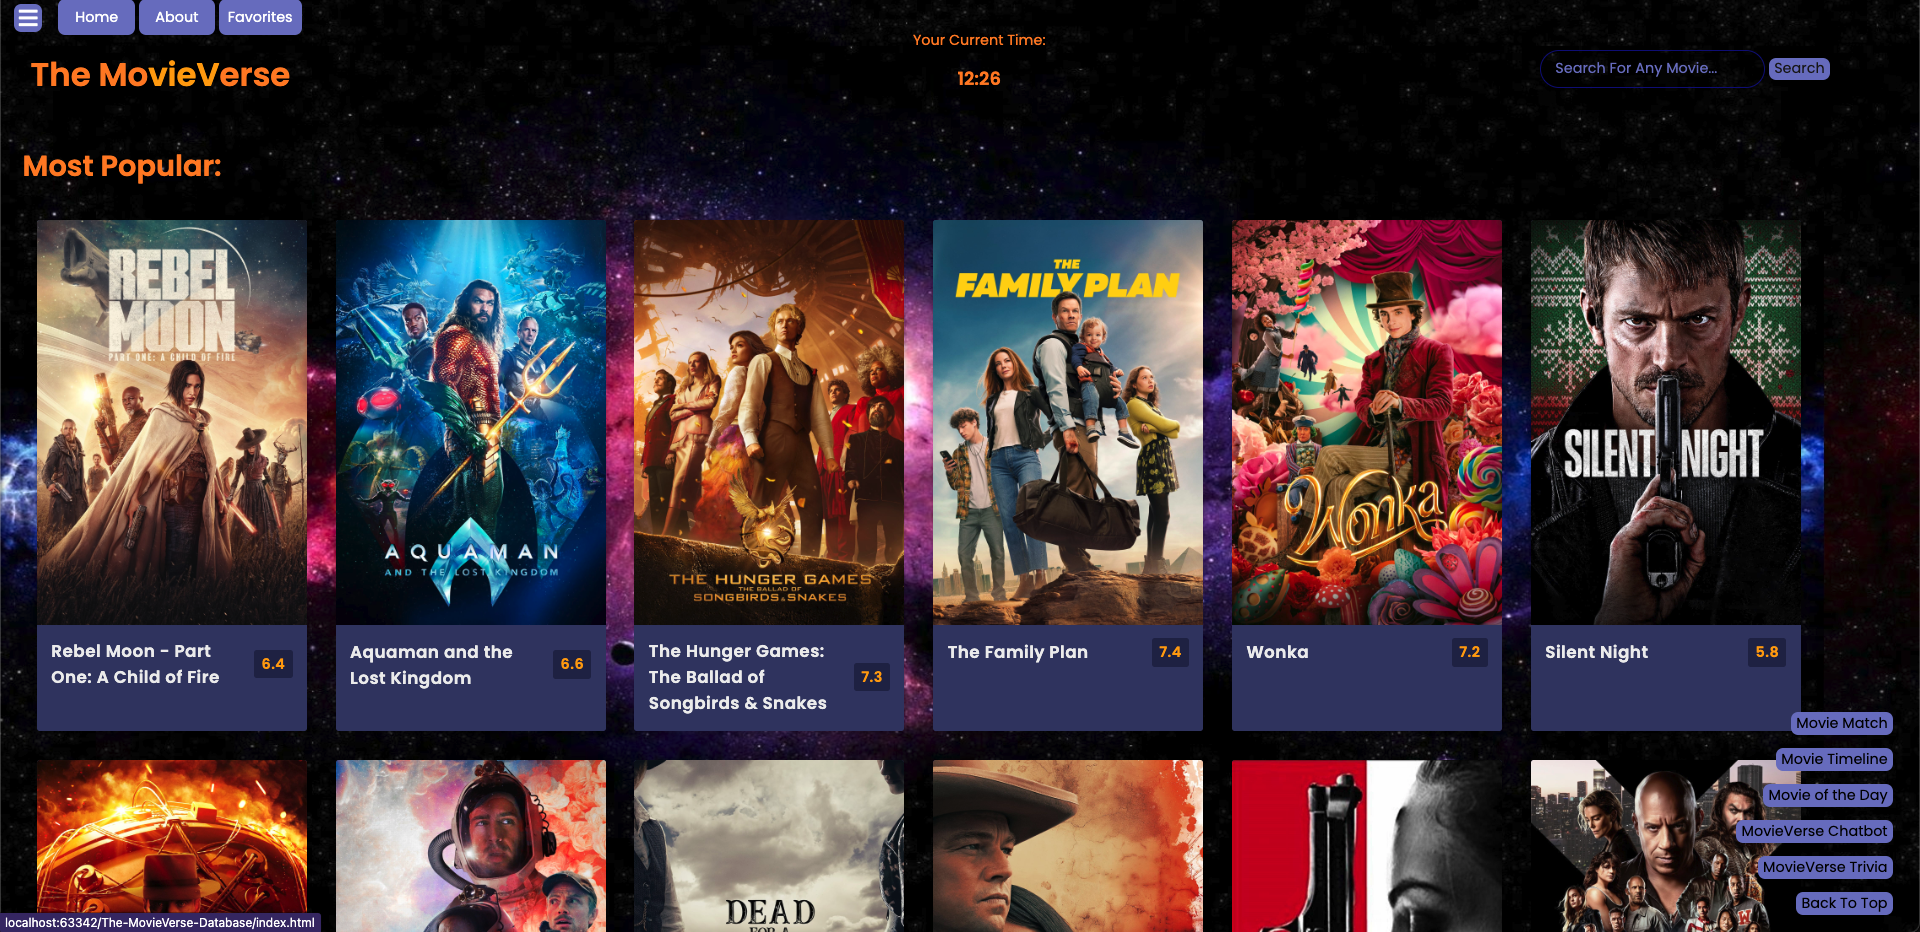 Home
About
Favorites
The MovieVerse
Your Current Time:
12:26
Search For Any Movie...
Search
Most Popular:
REBEL
MOON
PART ONE: A CHILD OF FIRE
AQUAMAN
AND THE LOST KINGDOM
THE HUNGER GAMES
THE BALLAD OF
SONGBIRDS & SNAKES
THE
FAMILY PLAN
Wonka
SILENT NIGHT
Rebel Moon - Part
One: A Child of Fire
6.4
Aquaman and the
Lost Kingdom
6.6
The Hunger Games:
The Ballad of
Songbirds & Snakes
7.3
The Family Plan
7.4
Wonka
7.2
Silent Night
5.8
Movie Match
Movie Timeline
Movie of the Day
MovieVerse Chatbot
MovieVerse Trivia
Back To Top
DEAD
FOR A
localhost:63342/The-MovieVerse-Database/index.html